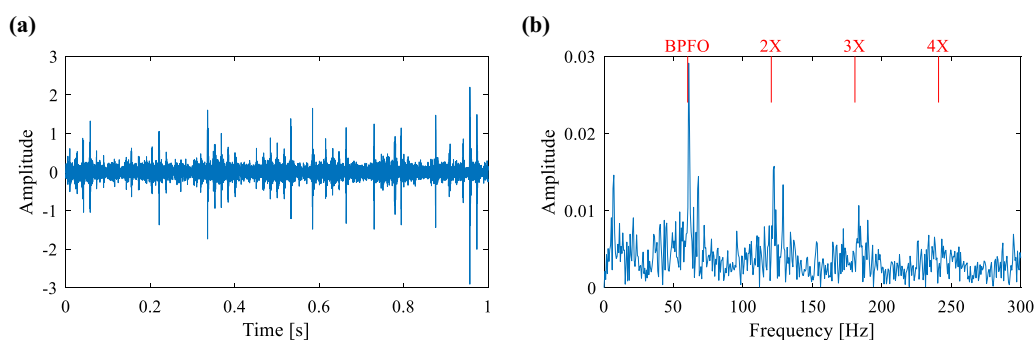 (a)
3
2
1
0
-1
-2
-3
Amplitude
0 0.2 0.4 0.6 0.8 1
Time [s]
(b)
BPFO 2X 3X 4X
0.03
0.02
0.01
0
Amplitude
0 50 100 150 200 250 300
Frequency [Hz]